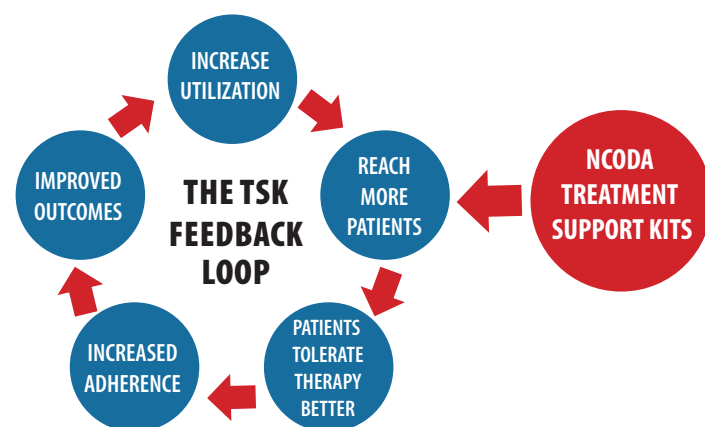 INCREASE
UTILIZATION
REACH
MORE
PATIENTS
PATIENTS
TOLERATE
THERAPY
BETTER
INCREASED
ADHERENCE
IMPROVED
OUTCOMES
THE TSK
FEEDBACK
LOOP
NCODA
TREATMENT
SUPPORT KITS